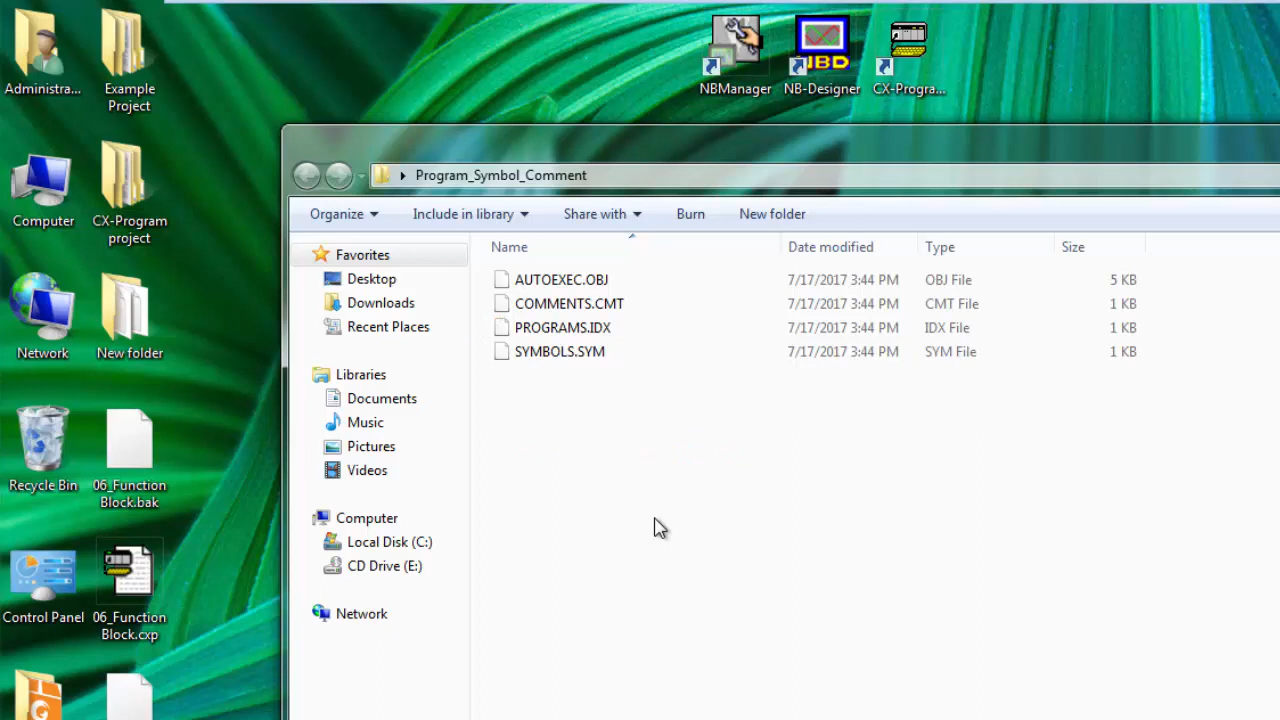 Administra...
Example
Project
NBManager
NBD
NB-Designer
CX-Progra...
Computer
CX-Program
project
Network
New folder
Recycle Bin
06_Function
Block.bak
Control Panel
06_Function
Block.cxp
Program_Symbol_Comment
Organize
Include in library
Share with
Burn
New folder
Favorites
Desktop
Downloads
Recent Places
Libraries
Documents
Music
Pictures
Videos
Computer
Local Disk (C:)
CD Drive (E:)
Network
Name Date modified Type Size
AUTOEXEC.OBJ 7/17/2017 3:44 PM OBJ File 5 KB
COMMENTS.CMT 7/17/2017 3:44 PM CMT File 1 KB
PROGRAMS.IDX 7/17/2017 3:44 PM IDX File 1 KB
SYMBOLS.SYM 7/17/2017 3:44 PM SYM File 1 KB